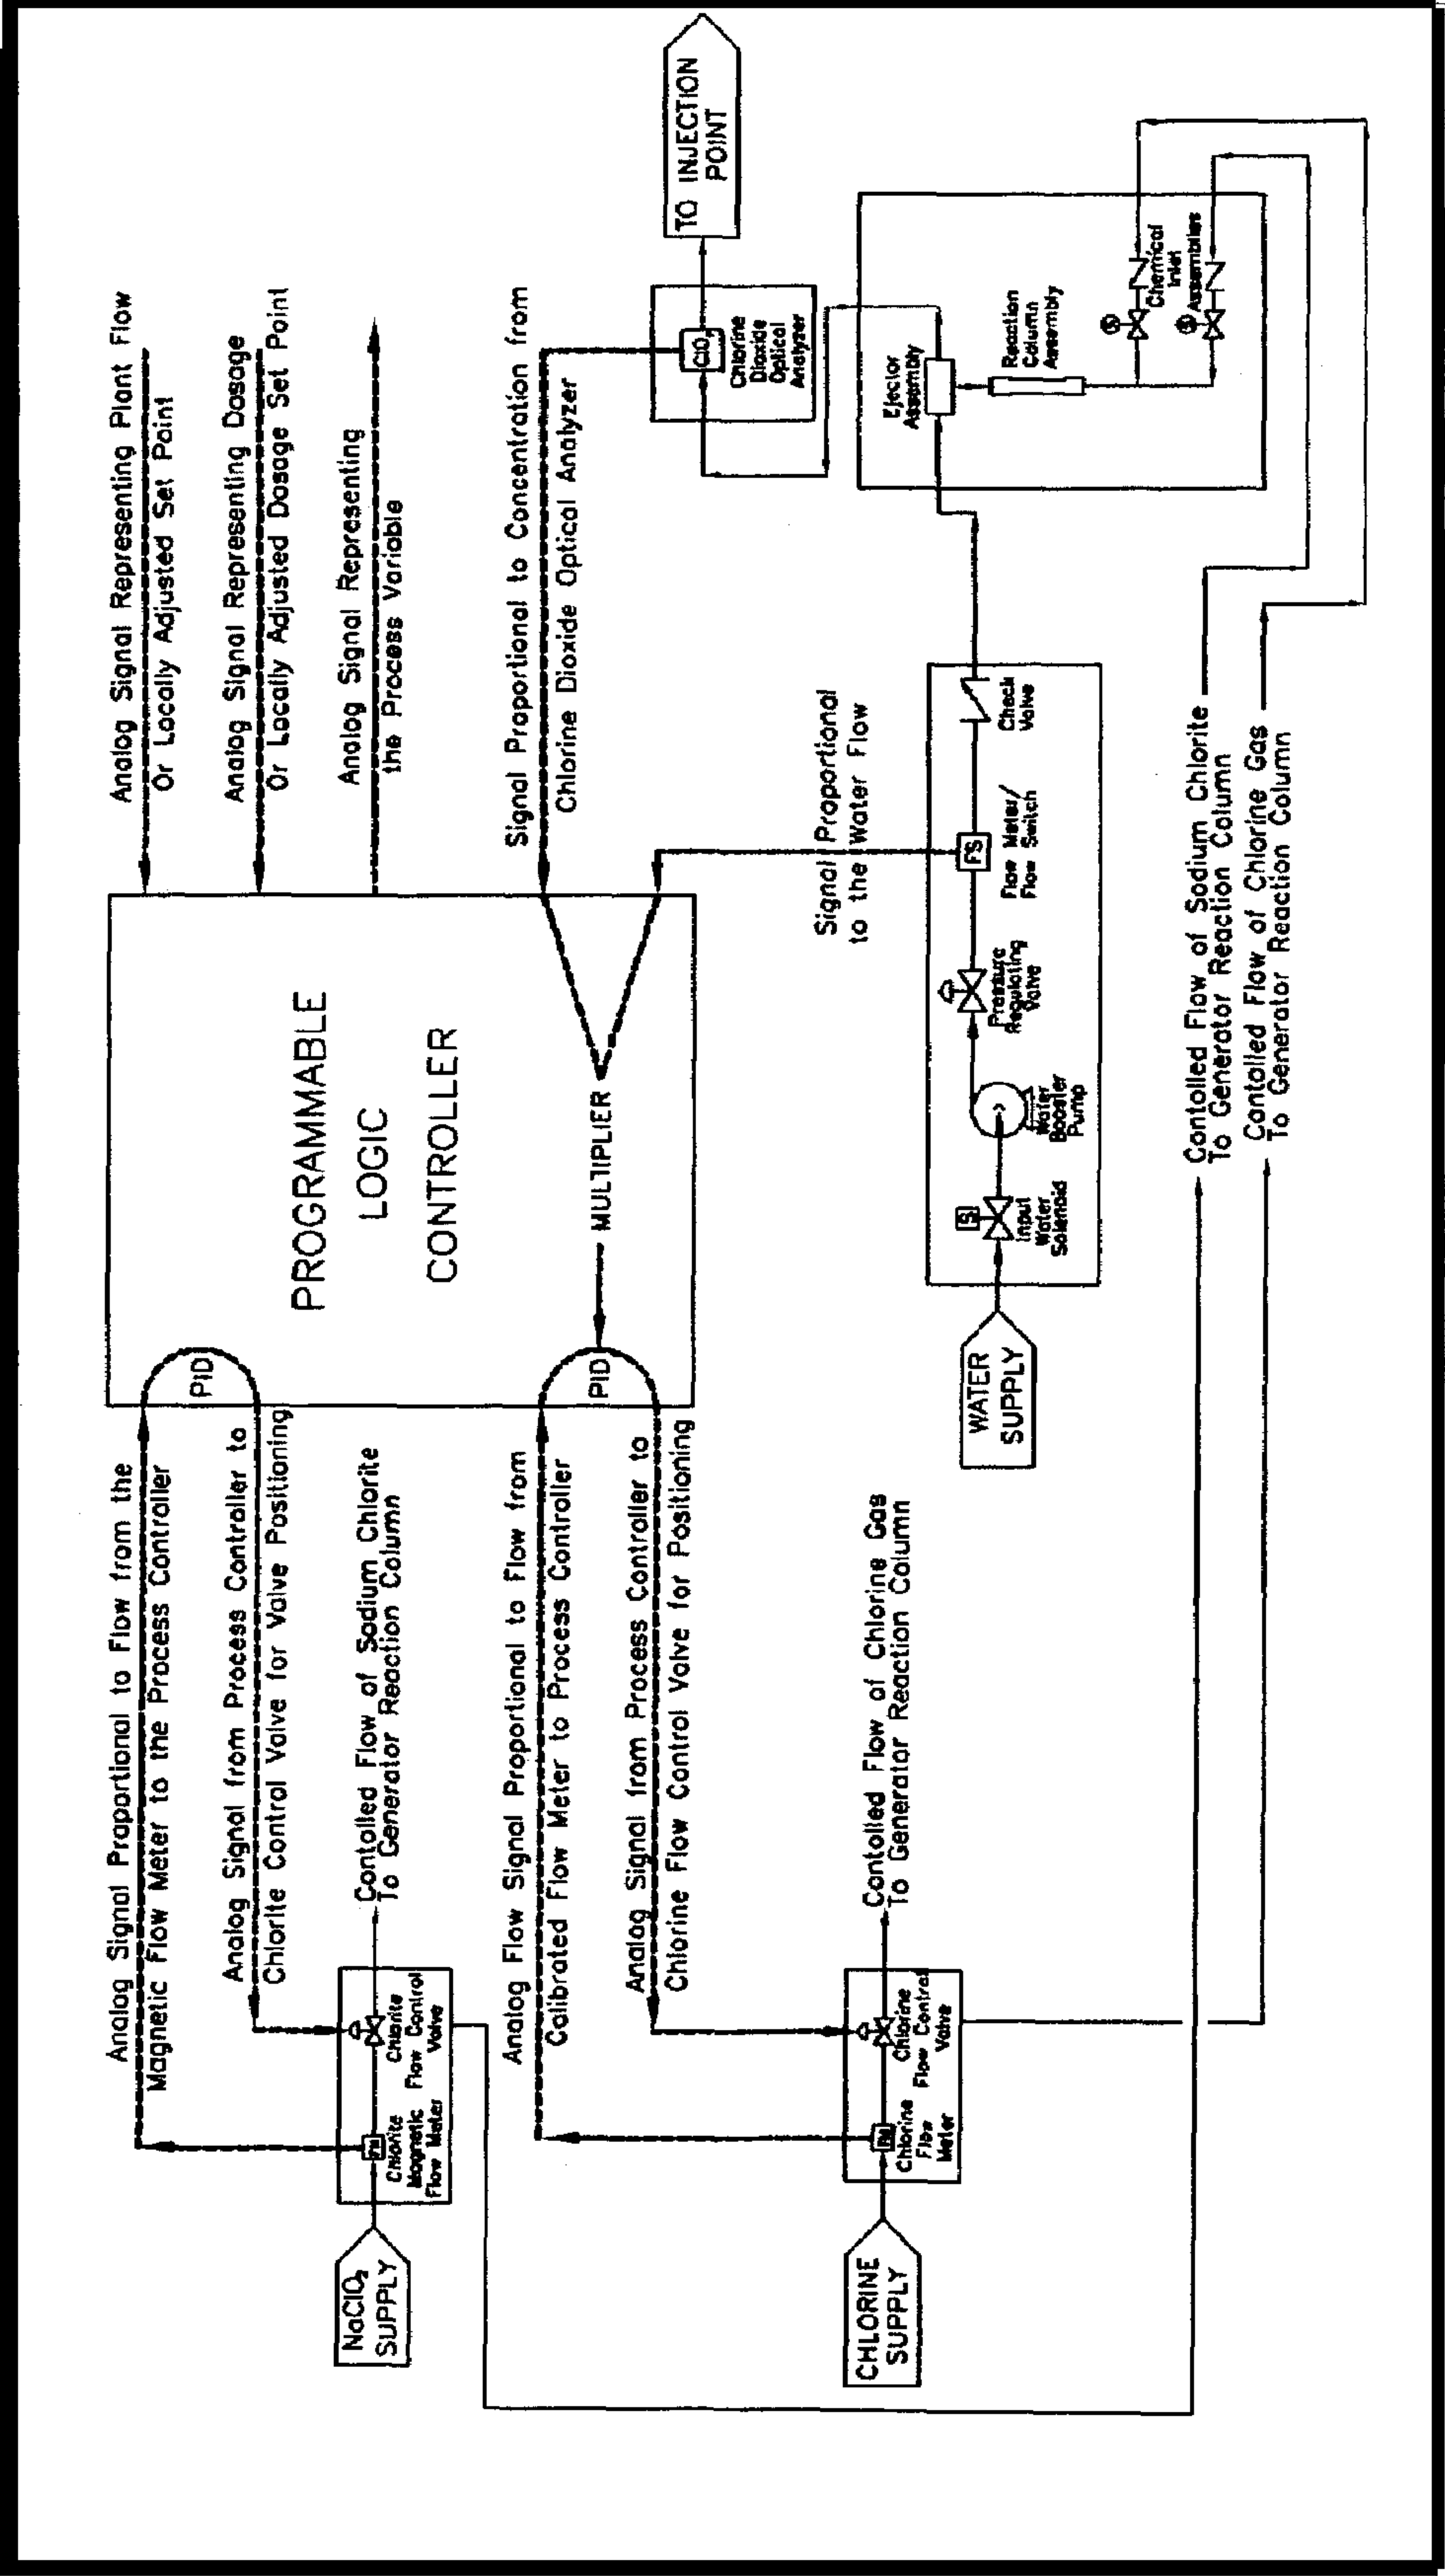 Analog Signal Proportional to Flow from the
Magnetic Flow Meter to the Process Controller
Analog Signal from Process Controller to
Chlorite Control Valve for Valve Positioning
NaClO2
SUPPLY
FM
Chlorite
Magnetic
Flow Meter
Chlorite
Flow Control
Valve
Contolled Flow of Sodium Chlorite
To Generator Reaction Column
Analog Flow Signal Proportional to Flow from
Calibrated Flow Meter to Process Controller
Analog Signal from Process Controller to
Chlorine Flow Control Valve for Positioning
CHLORINE
SUPPLY
FM
Chlorine
Flow
Meter
Chlorine
Flow Control
Valve
Contolled Flow of Chlorine Gas
To Generator Reaction Column
PID
PID
PROGRAMMABLE
LOGIC
CONTROLLER
MULTIPLIER
Analog Signal Representing Plant Flow
Or Locally Adjusted Set Point
Analog Signal Representing Dosage
Or Locally Adjusted Dosage Set Point
Analog Signal Representing
the Process Variable
Signal Proportional to Concentration from
Chlorine Dioxide Optical Analyzer
Signal Proportional
to the Water Flow
WATER
SUPPLY
S
Input
Water
Solenoid
Water
Booster
Pump
Pressure
Regulating
Valve
FS
Flow Meter/
Flow Switch
Check
Valve
ClO2
Chlorine
Dioxide
Optical
Analyzer
TO INJECTION
POINT
Ejector
Assembly
Reaction
Column
Assembly
S
Chemical
Inlet
Assemblies
S
Contolled Flow of Sodium Chlorite
To Generator Reaction Column
Contolled Flow of Chlorine Gas
To Generator Reaction Column